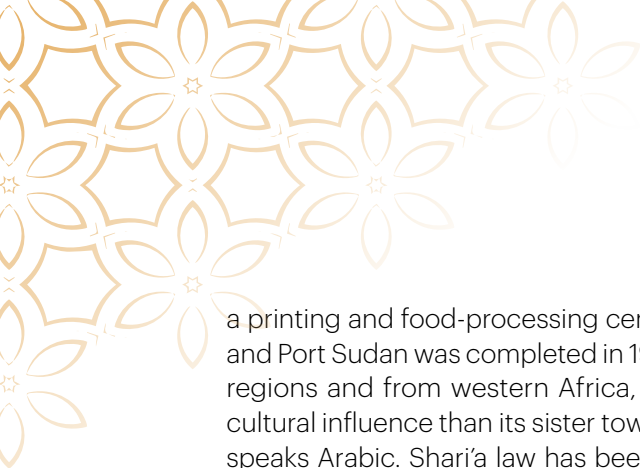 a printing and food-processing cen
and Port Sudan was completed in 19
regions and from western Africa,
cultural influence than its sister tow
speaks Arabic. Shari’a law has bee